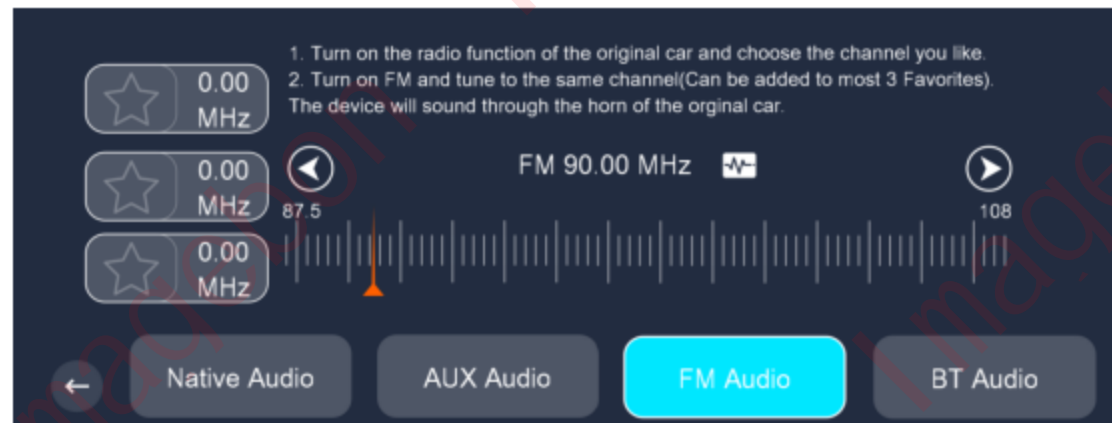 1. Turn on the radio function of the original car and choose the channel you like.
2. Turn on FM and tune to the same channel(Can be added to most 3 Favorites).
The device will sound through the horn of the orginal car.
0.00
MHz
0.00
MHz
0.00
MHz
FM 90.00 MHz
87.5
108
Native Audio
AUX Audio
FM Audio
BT Audio